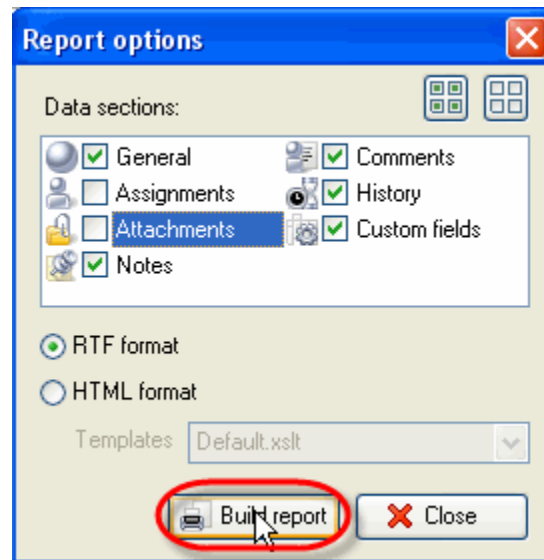 Report options
Data sections:
General
Assignments
Attachments
Notes
Comments
History
Custom fields
RTF format
HTML format
Templates Default.xslt
Build report Close